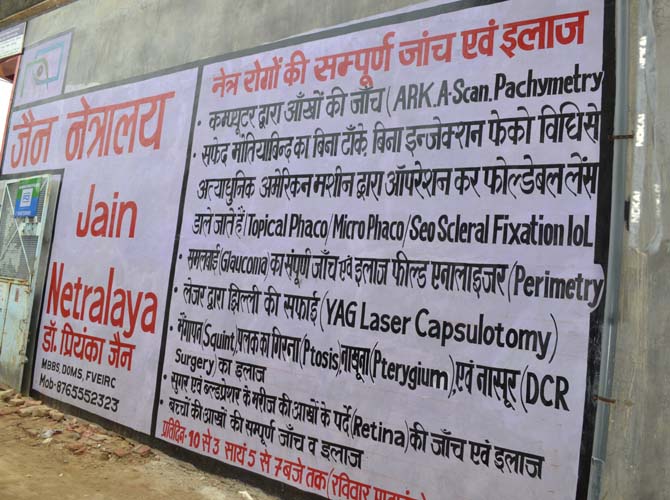 जैन नेत्रालय
Jain
Netralaya
डॉ. प्रियंका जैन
MBBS, DOMS, FVEIRC
Mob-8765552323
नेत्र रोगों की सम्पूर्ण जांच एवं इलाज
• कम्प्यूटर द्वारा आँखों की जाँच (ARK.A-Scan.Pachymetry
• सफेद मोतियाबिन्द का बिना टाँके बिना इन्जेक्शन फेको विधि से
अत्याधुनिक अमेरिकन मशीन द्वारा ऑपरेशन कर फोल्डेबल लेंस
डाले जाते हैं/Topical Phaco/Micro Phaco/Seo Scleral Fixation IoL
• समलबाई (Glaucoma) का संपूर्ण जाँच एवं इलाज फील्ड एनालाइजर (Perimetry
• लेजर द्वारा झिल्ली की सफाई (YAG Laser Capsulotomy)
• भेंगापन (Squint), पलक का गिरना (Ptosis), नाखूना (Pterygium), एवं नासूर (DCR
Surgery) का इलाज
• सुगर एवं ब्लडप्रेशर के मरीज की आखों के पर्दे (Retina) की जाँच एवं इलाज
• बच्चों की आखों की सम्पूर्ण जांच व इलाज
प्रतिदिन- 10 से 3 सायं 5 से 7 बजे तक (रविवार